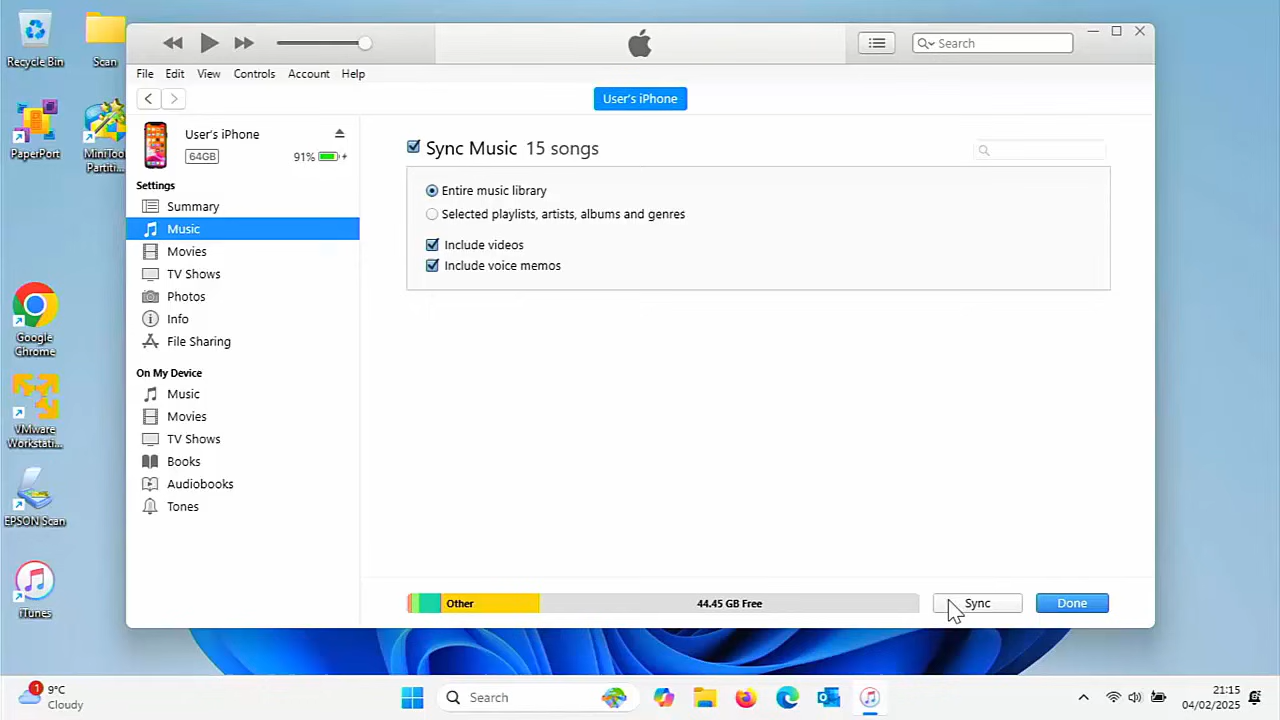 Recycle Bin
Scan
PaperPort
MiniTool
Partiti...
Google
Chrome
VMware
Workstati...
EPSON Scan
iTunes
Search
File Edit View Controls Account Help
User's iPhone
User's iPhone
64GB
91%
Settings
Summary
Music
Movies
TV Shows
Photos
Info
File Sharing
On My Device
Music
Movies
TV Shows
Books
Audiobooks
Tones
Sync Music 15 songs
Entire music library
Selected playlists, artists, albums and genres
Include videos
Include voice memos
Other
44.45 GB Free
Sync
Done
1
9°C
Cloudy
Search
21:15
04/02/2025